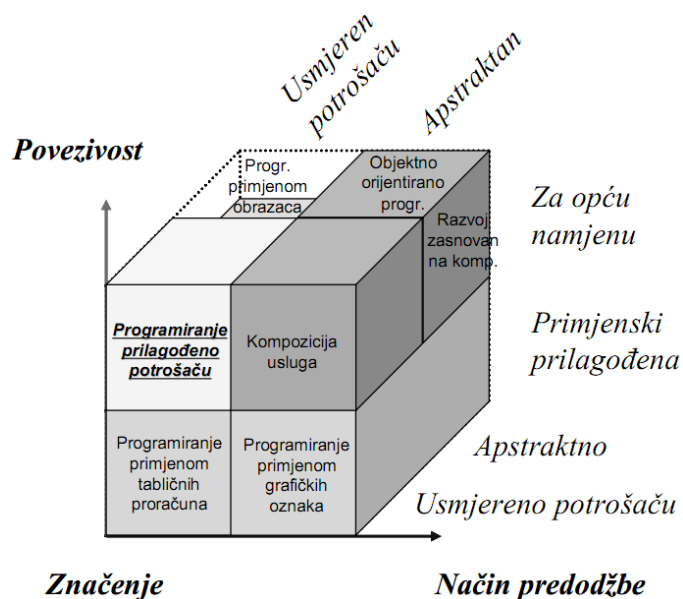 Usmjeren
potrošaču
Apstraktan
Povezivost
Progr.
primjenom
obrazaca
Objektno
orijentirano
progr.
Razvoj
zasnovan
na komp.
Za opću
namjenu
Programiranje
prilagođeno
potrošaču
Kompozicija
usluga
Primjenski
prilagođena
Programiranje
primjenom
tabličnih
proračuna
Programiranje
primjenom
grafičkih
oznaka
Apstraktno
Usmjereno potrošaču
Značenje
Način predodžbe